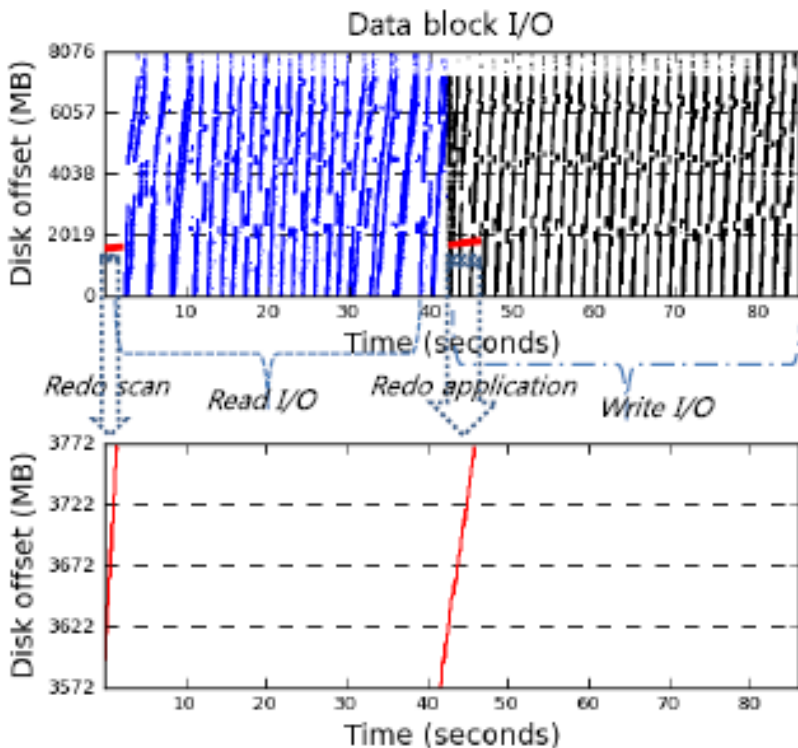 Data block I/O
Disk offset (MB)
8076
6057
4038
2019
0
10 20 30 40 50 60 70 80
Time (seconds)
Redo scan
Read I/O
Redo application
Write I/O
Disk offset (MB)
3772
3722
3672
3622
3572
10 20 30 40 50 60 70 80
Time (seconds)